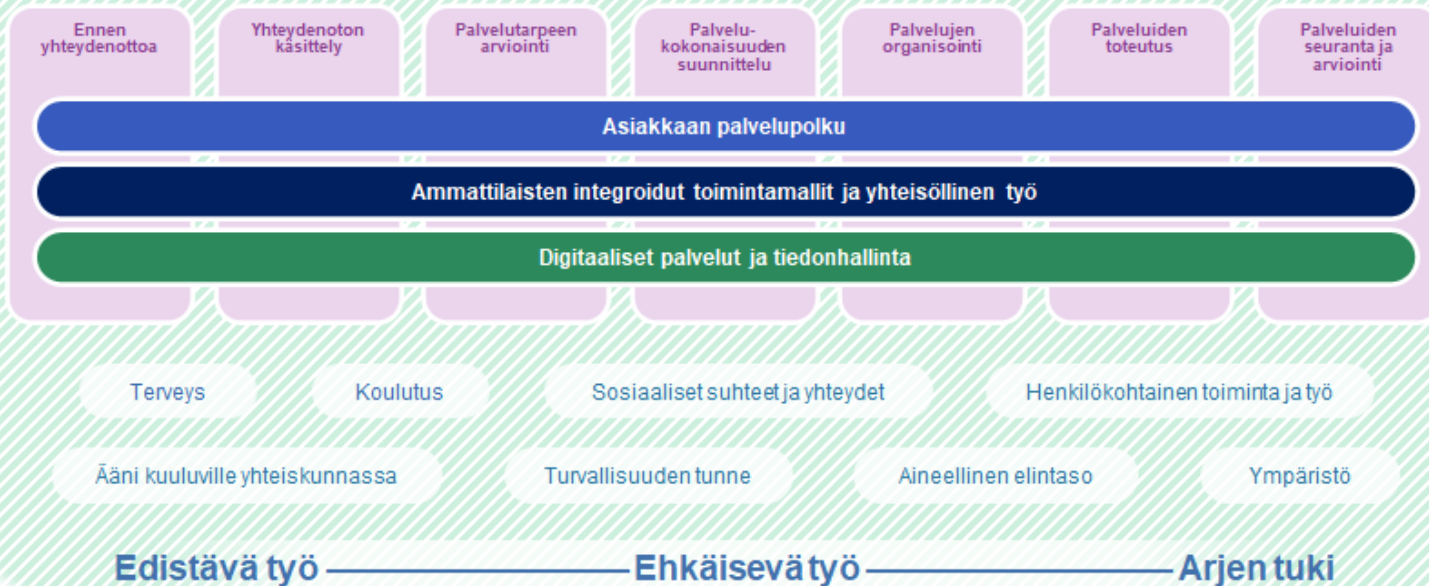 Ennen
yhteydenottoa
Yhteydenoton
käsittely
Palvelutarpeen
arviointi
Palvelu-
kokonaisuuden
suunnittelu
Palvelujen
organisointi
Palveluiden
toteutus
Palveluiden
seuranta ja
arviointi
Asiakkaan palvelupolku
Ammattilaisten integroidut toimintamallit ja yhteisöllinen työ
Digitaaliset palvelut ja tiedonhallinta
Terveys
Koulutus
Sosiaaliset suhteet ja yhteydet
Henkilökohtainen toiminta ja työ
Ääni kuuluville yhteiskunnassa
Turvallisuuden tunne
Aineellinen elintaso
Ympäristö
Edistävä työ
Ehkäisevä työ
Arjen tuki